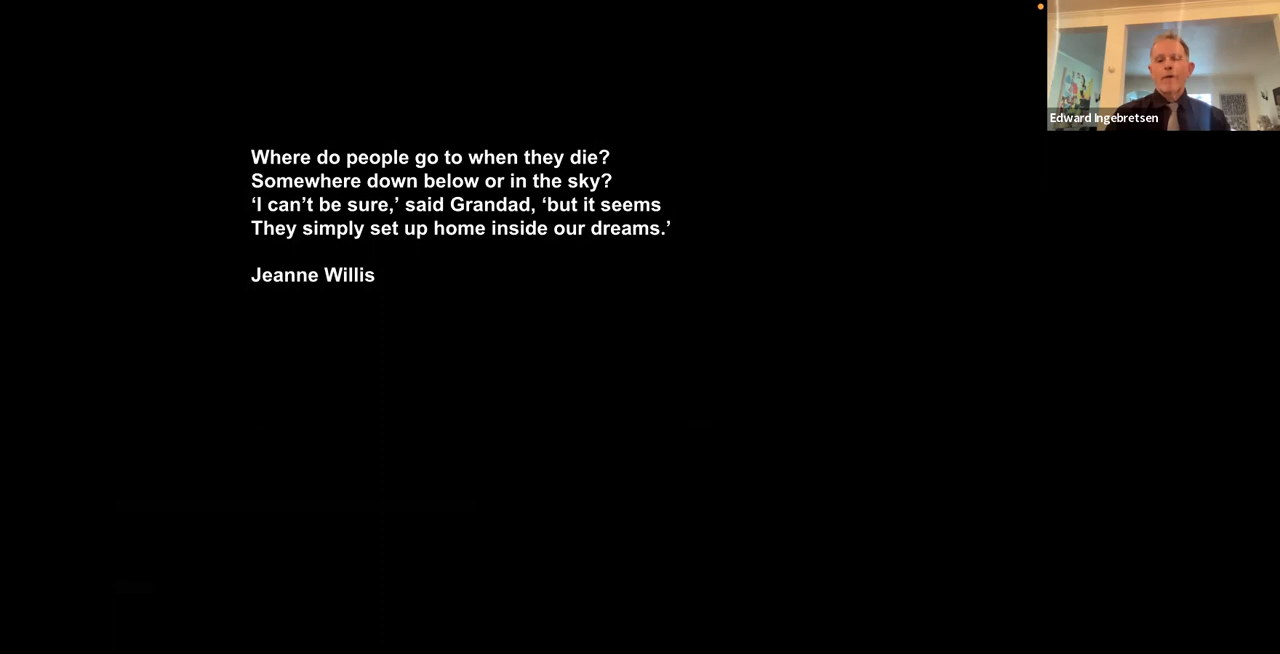 Edward Ingebretsen
Where do people go to when they die?
Somewhere down below or in the sky?
‘I can’t be sure,’ said Grandad, ‘but it seems
They simply set up home inside our dreams.’
Jeanne Willis